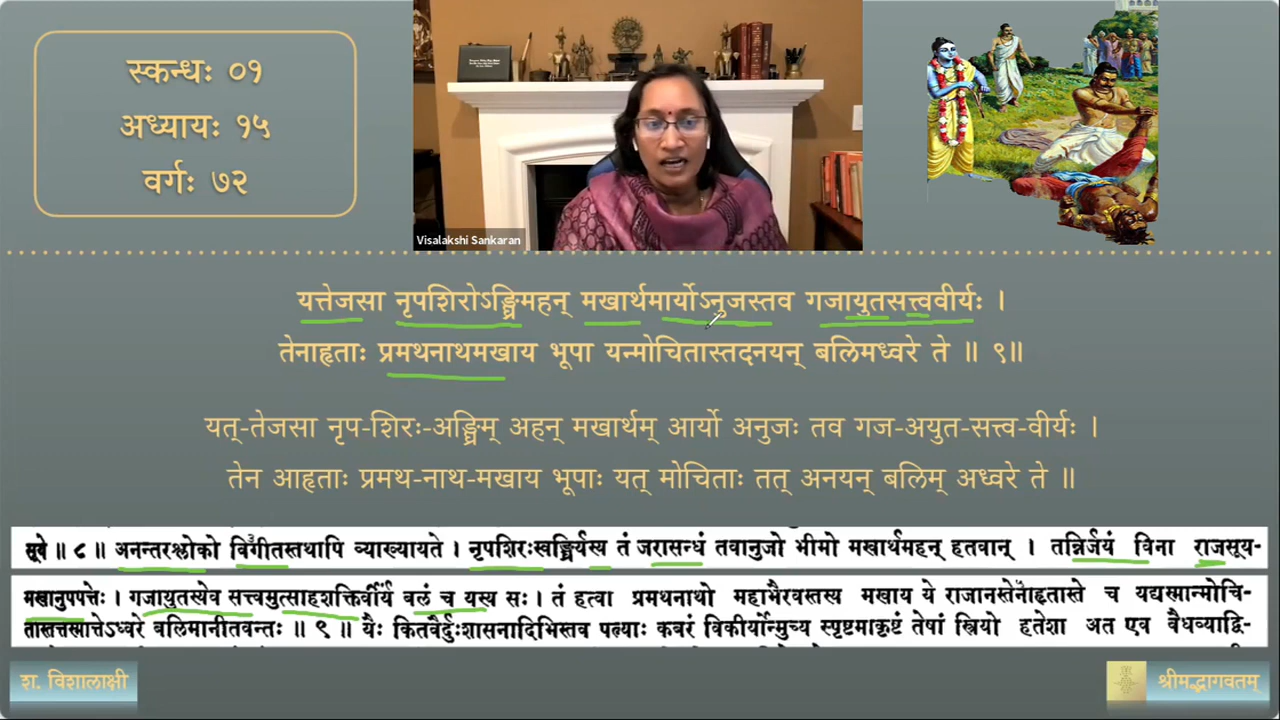 स्कन्धः ०१
अध्यायः १५
वर्गः ७२
Visalakshi Sankaran
यत्तेजसा नृपशिरोऽङ्घ्रिमहन् मखार्थमार्योऽनुजस्तव गजायुतसत्त्ववीर्यः ।
तेनाहृताः प्रमथनाथमखाय भूपा यन्मोचितास्तदनयन् बलिमध्वरे ते ॥ ९॥
यत्-तेजसा नृप-शिरः-अङ्घ्रिम् अहन् मखार्थम् आर्यो अनुजः तव गज-अयुत-सत्त्व-वीर्यः ।
तेन आहृताः प्रमथ-नाथ-मखाय भूपाः यत् मोचिताः तत् अनयन् बलिम् अध्वरे ते ॥
सूचे ॥ ८ ॥ अनन्तरश्लोको विगीतस्तथापि व्याख्यायते । नृपशिरःस्वङ्घ्रिर्यस्य तं जरासन्धं तवानुजो भीमो मखार्थमहन् हतवान् । तन्निर्जयं विना राजसूय-
मखानुपपत्तेः । गजायुतस्येव सत्त्वमुत्साहशक्तिर्वीर्यं बलं च यस्य सः । तं हत्वा प्रमथनाथो महाभैरवस्तस्य मखाय ये राजानस्तेनाहृतास्ते च यद्यस्मान्मोचि-
तास्तत्तस्मात्तेऽध्वरे बलिमानीतवन्तः ॥ ९ ॥ यैः कितवैर्दुःशासनादिभिस्तव पत्न्याः कबरं विकीर्योन्मुच्य स्पृष्टमाकृष्टं तेषां स्त्रियो हतेशा अत एव वैधव्याद्वि-
श. विशालाक्षी
श्रीमद्भागवतम्